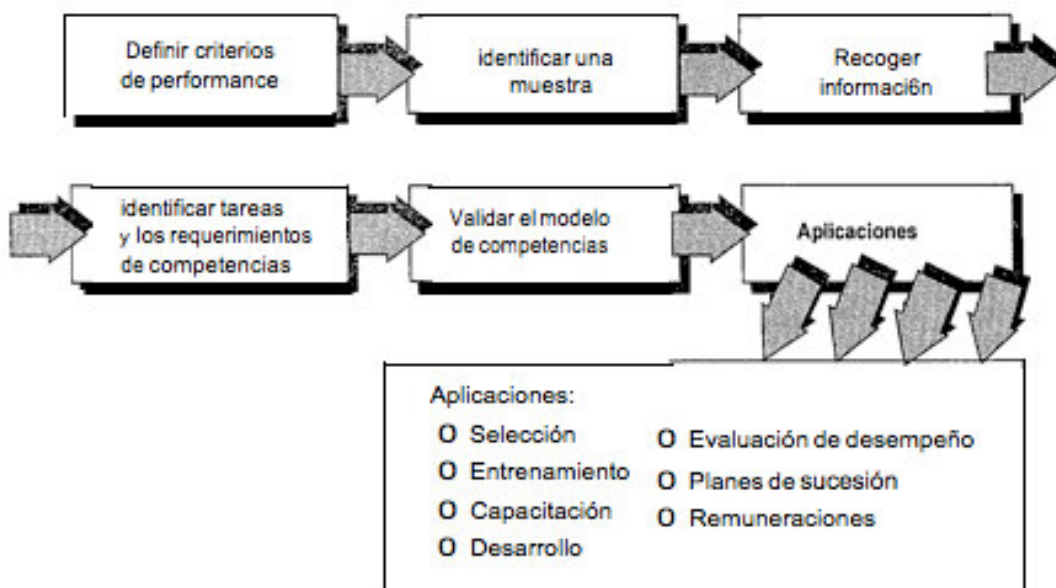 Definir criterios
de performance
identificar una
muestra
Recoger
informaci6n
identificar tareas
y los requerimientos
de competencias
Validar el modelo
de competencias
Aplicaciones
Aplicaciones:
O Selección
O Entrenamiento
O Capacitación
O Desarrollo
O Evaluación de desempeño
O Planes de sucesión
O Remuneraciones